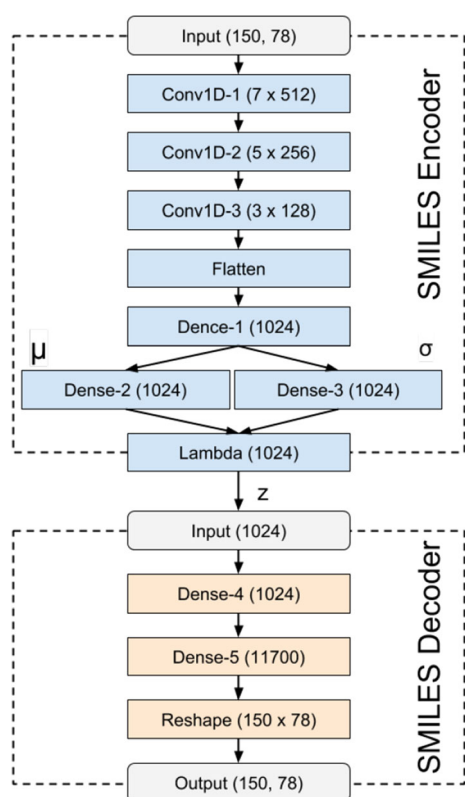 Input (150, 78)
Conv1D-1 (7 x 512)
Conv1D-2 (5 x 256)
Conv1D-3 (3 x 128)
Flatten
Dence-1 (1024)
μ
σ
Dense-2 (1024)
Dense-3 (1024)
Lambda (1024)
z
SMILES Encoder
Input (1024)
Dense-4 (1024)
Dense-5 (11700)
Reshape (150 x 78)
Output (150, 78)
SMILES Decoder